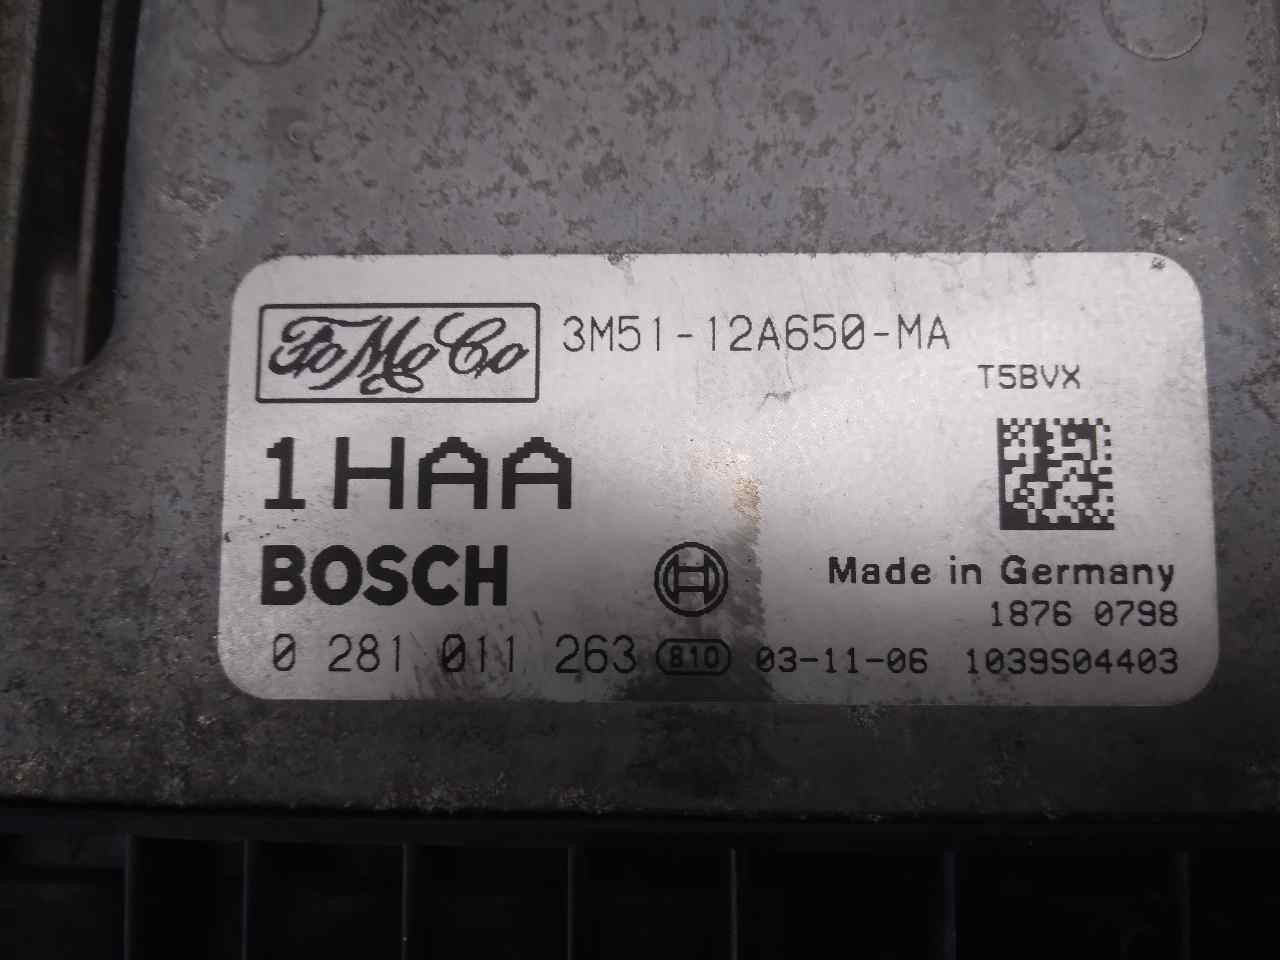 FoMoCo 3M51-12A650-MA
T5BVX
1HAA
BOSCH
Made in Germany
1876 0798
0 281 011 263 810 03-11-06 1039S04403